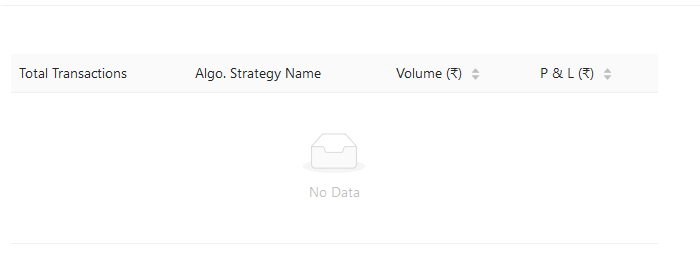 Total Transactions Algo. Strategy Name Volume (₹) P & L (₹)
No Data